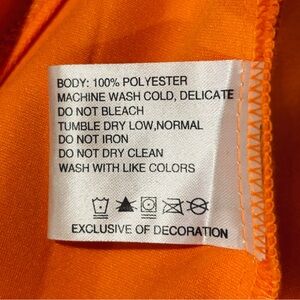 BODY: 100% POLYESTER
MACHINE WASH COLD, DELICATE
DO NOT BLEACH
TUMBLE DRY LOW,NORMAL
DO NOT IRON
DO NOT DRY CLEAN
WASH WITH LIKE COLORS
EXCLUSIVE OF DECORATION